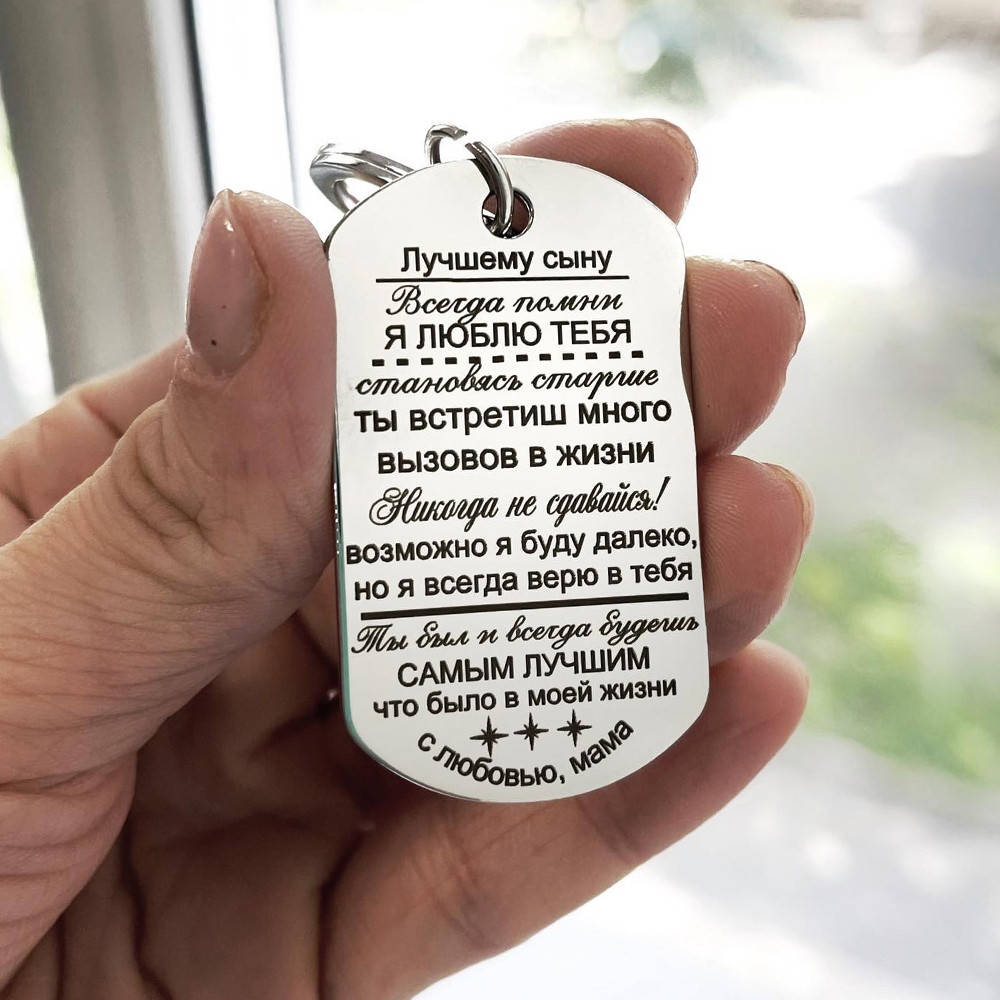 Лучшему сыну
Всегда помни
Я ЛЮБЛЮ ТЕБЯ
становясь старше
ты встретиш много
вызовов в жизни
Никогда не сдавайся!
возможно я буду далеко,
но я всегда верю в тебя
Ты был и всегда будешь
САМЫМ ЛУЧШИМ
что было в моей жизни
с любовью, мама